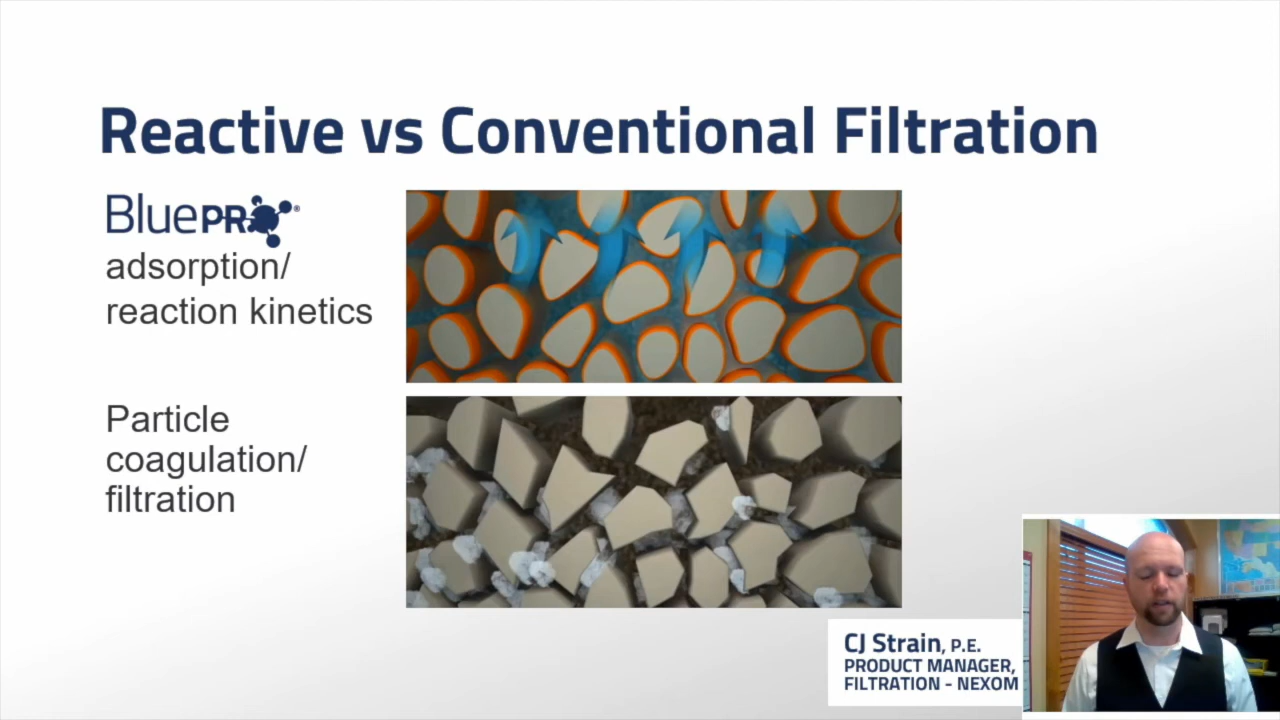 Reactive vs Conventional Filtration
BluePRO®
adsorption/
reaction kinetics
Particle
coagulation/
filtration
CJ Strain, P.E.
PRODUCT MANAGER,
FILTRATION - NEXOM